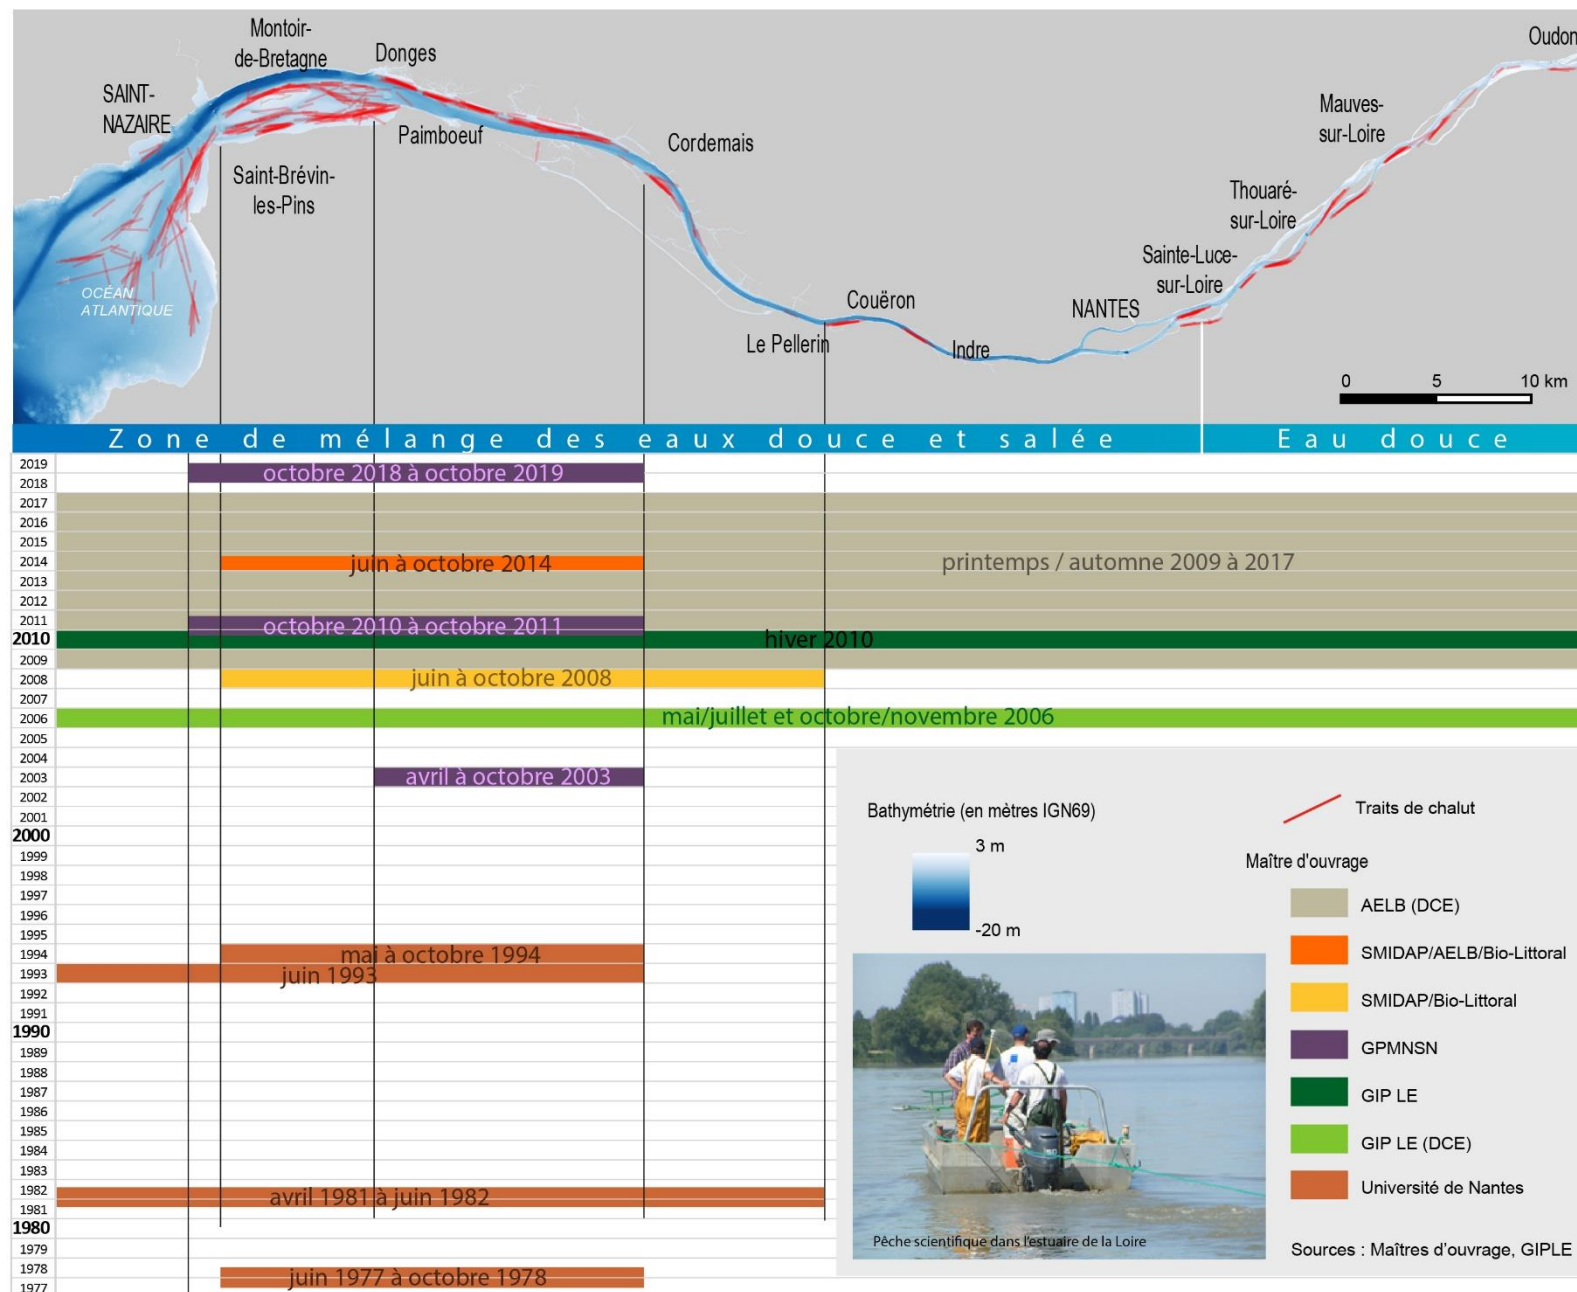 Montoir-
de-Bretagne
Donges
Oudon
SAINT-
NAZAIRE
Mauves-
sur-Loire
Paimboeuf
Cordemais
Saint-Brévin-
les-Pins
Thouaré-
sur-Loire
Sainte-Luce-
sur-Loire
OCÉAN
ATLANTIQUE
Couëron
NANTES
Le Pellerin
Indre
0 5 10 km
Zone de mélange des eaux douce et salée
Eau douce
2019
octobre 2018 à octobre 2019
2018
2017
2016
2015
2014
juin à octobre 2014
printemps / automne 2009 à 2017
2013
2012
2011
octobre 2010 à octobre 2011
2010
hiver 2010
2009
2008
juin à octobre 2008
2007
2006
mai/juillet et octobre/novembre 2006
2005
2004
2003
avril à octobre 2003
2002
2001
2000
1999
1998
1997
1996
1995
1994
mai à octobre 1994
1993
juin 1993
1992
1991
1990
1989
1988
1987
1986
1985
1984
1983
1982
avril 1981 à juin 1982
1981
1980
1979
1978
juin 1977 à octobre 1978
1977
Bathymétrie (en mètres IGN69)
3 m
-20 m
Traits de chalut
Maître d'ouvrage
AELB (DCE)
SMIDAP/AELB/Bio-Littoral
SMIDAP/Bio-Littoral
GPMNSN
GIP LE
GIP LE (DCE)
Université de Nantes
Pêche scientifique dans l'estuaire de la Loire
Sources : Maîtres d'ouvrage, GIPLE